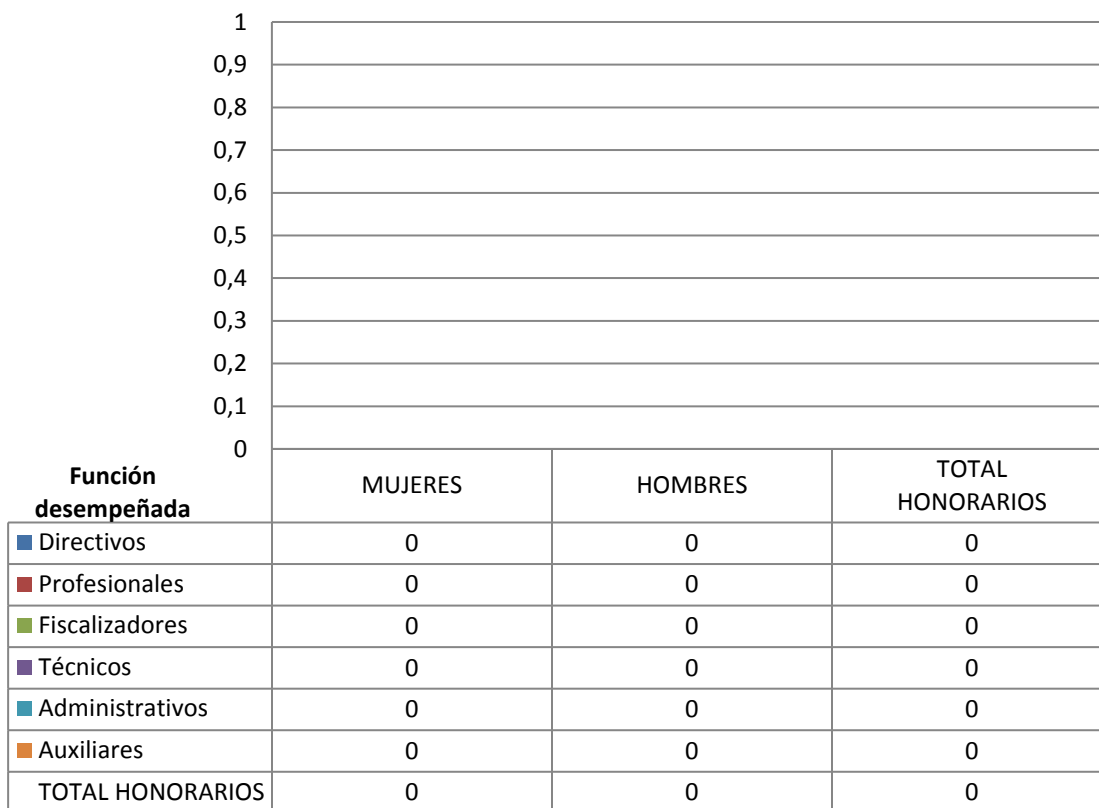 1
0,9
0,8
0,7
0,6
0,5
0,4
0,3
0,2
0,1
0
Función
desempeñada
MUJERES HOMBRES TOTAL
HONORARIOS
Directivos 0 0 0
Profesionales 0 0 0
Fiscalizadores 0 0 0
Técnicos 0 0 0
Administrativos 0 0 0
Auxiliares 0 0 0
TOTAL HONORARIOS 0 0 0